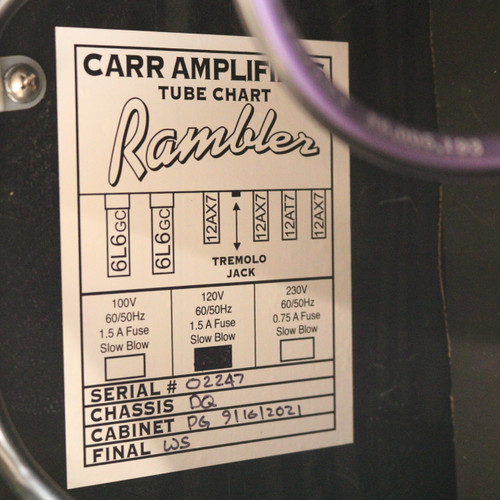 CARR AMPLIFIERS
TUBE CHART
Rambler
6L6GC 6L6GC 12AX7 12AX7 12AT7 12AX7
TREMOLO
JACK
100V 120V 230V
60/50Hz 60/50Hz 60/50Hz
1.5 A Fuse 1.5 A Fuse 0.75 A Fuse
Slow Blow Slow Blow Slow Blow
SERIAL # 02247
CHASSIS DQ
CABINET PG 9/16/2021
FINAL WS